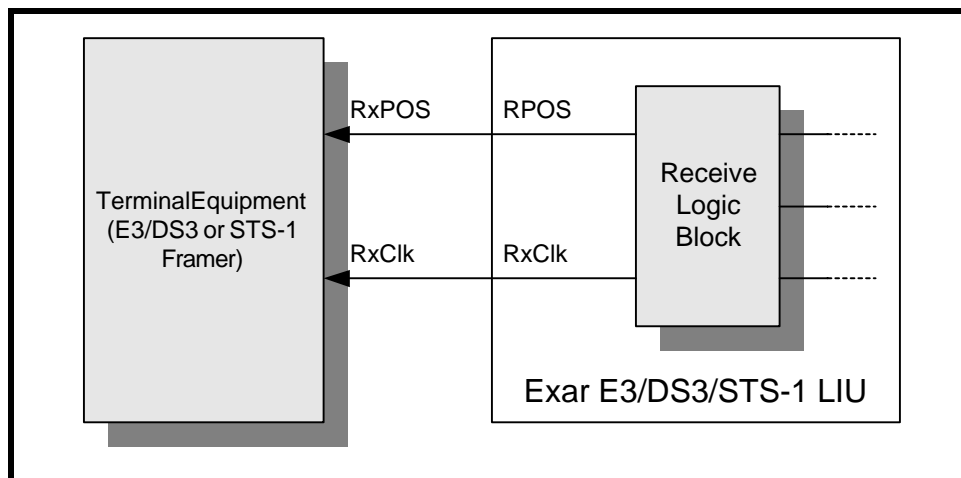 RxPOS
RPOS
TerminalEquipment
(E3/DS3 or STS-1
Framer)
Receive
Logic
Block
RxClk
RxClk
Exar E3/DS3/STS-1 LIU